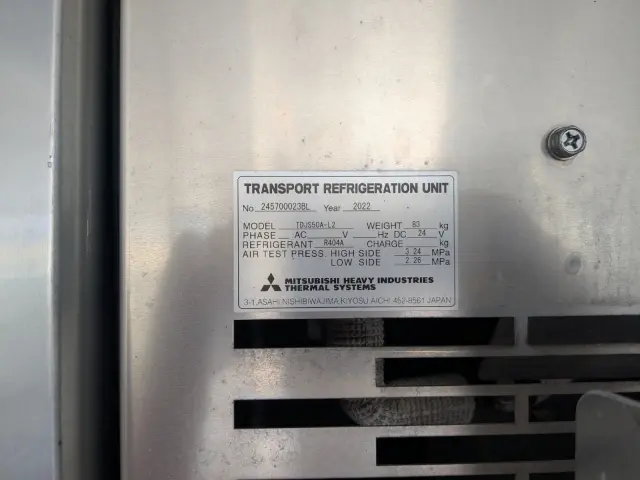 TRANSPORT REFRIGERATION UNIT
No. 245700023BL Year 2022
MODEL TDJS50A-L2 WEIGHT 63 kg
PHASE AC V Hz DC 24 V
REFRIGERANT R404A CHARGE kg
AIR TEST PRESS. HIGH SIDE 3.24 MPa
LOW SIDE 2.26 MPa
MITSUBISHI HEAVY INDUSTRIES
THERMAL SYSTEMS
3-1,ASAHI,NISHIBIWAJIMA,KIYOSU,AICHI,452-8561,JAPAN